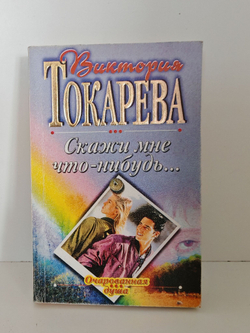 Виктория
ТОКАРЕВА
Скажи мне
что-нибудь...
Очарованная
душа